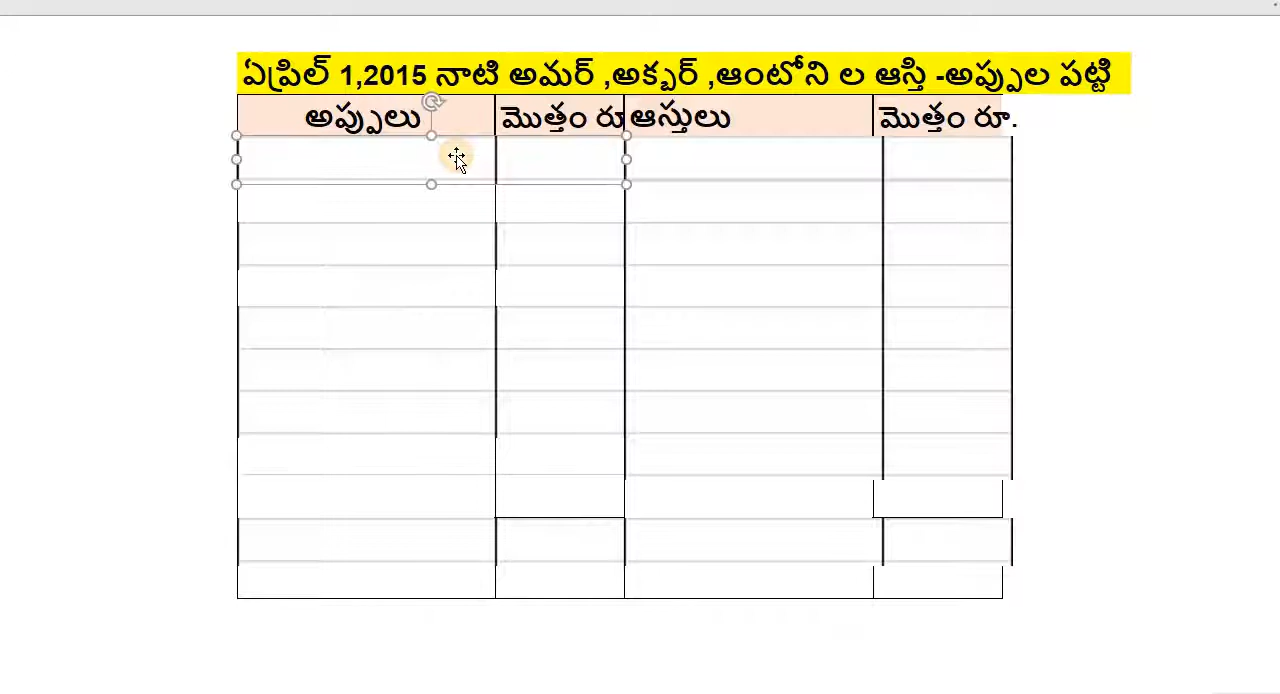 ఏప్రిల్ 1,2015 నాటి అమర్ ,అక్బర్ ,ఆంటోని ల ఆస్తి -అప్పుల పట్టి
అప్పులు మొత్తం రూ ఆస్తులు మొత్తం రూ.